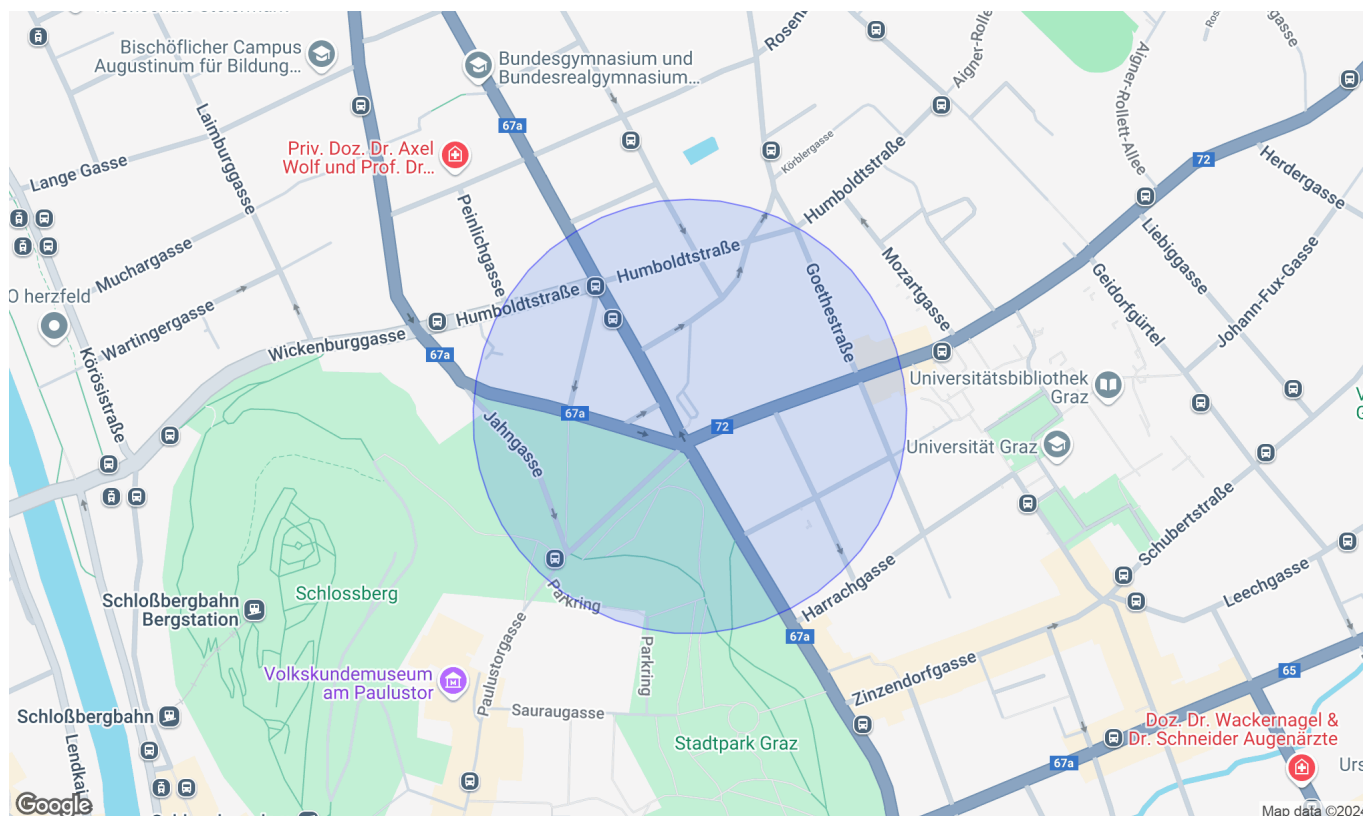 Bischöflicher Campus
Augustinum für Bildung...
Bundesgymnasium und
Bundesrealgymnasium...
Aigner-Rollett-Allee
67a
Priv. Doz. Dr. Axel
Wolf und Prof. Dr...
Körblergasse
72
Herdergasse
Lange Gasse
Laimburggasse
Peinlichgasse
Humboldtstraße
Humboldtstraße
Humboldtstraße
Liebiggasse
Muchargasse
Mozartgasse
Goethestraße
Geidorfgürtel
Johann-Fux-Gasse
O herzfeld
Wartingergasse
Wickenburggasse
67a
Körösistraße
Universitätsbibliothek
Graz
67a
72
Jahngasse
Universität Graz
Schubertstraße
Schlossberg
Schloßbergbahn
Bergstation
Parkring
Harrachgasse
Leechgasse
67a
Parkring
Volkskundemuseum
am Paulustor
Paulustorgasse
Zinzendorfgasse
65
Sauraugasse
Schloßbergbahn
Stadtpark Graz
Doz. Dr. Wackernagel &
Dr. Schneider Augenärzte
67a
Google
Map data ©2024